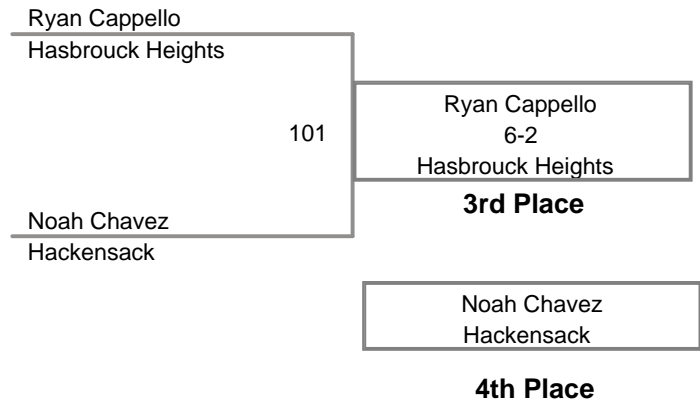 Ryan Cappello
Hasbrouck Heights
101
Ryan Cappello
6-2
Hasbrouck Heights
3rd Place
Noah Chavez
Hackensack
Noah Chavez
Hackensack
4th Place